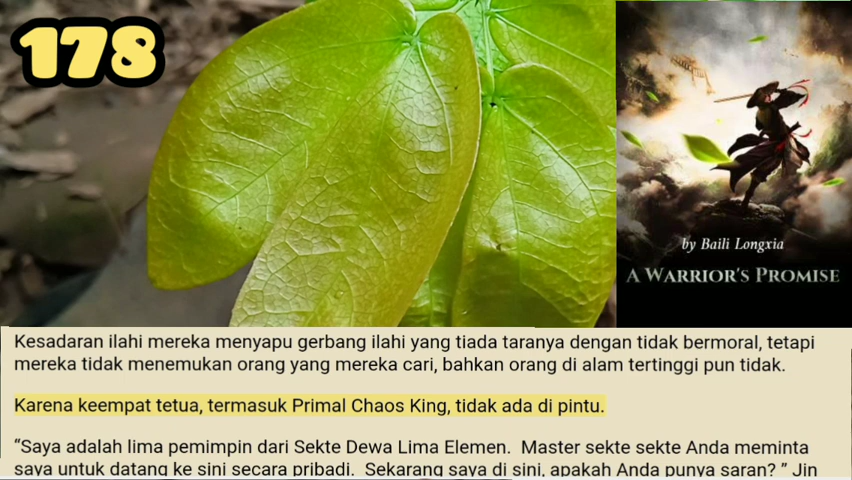 178
by Baili Longxia
A WARRIOR'S PROMISE
Kesadaran ilahi mereka menyapu gerbang ilahi yang tiada taranya dengan tidak bermoral, tetapi
mereka tidak menemukan orang yang mereka cari, bahkan orang di alam tertinggi pun tidak.
Karena keempat tetua, termasuk Primal Chaos King, tidak ada di pintu.
“Saya adalah lima pemimpin dari Sekte Dewa Lima Elemen.  Master sekte sekte Anda meminta
saya untuk datang ke sini secara pribadi.  Sekarang saya di sini, apakah Anda punya saran? ” Jin